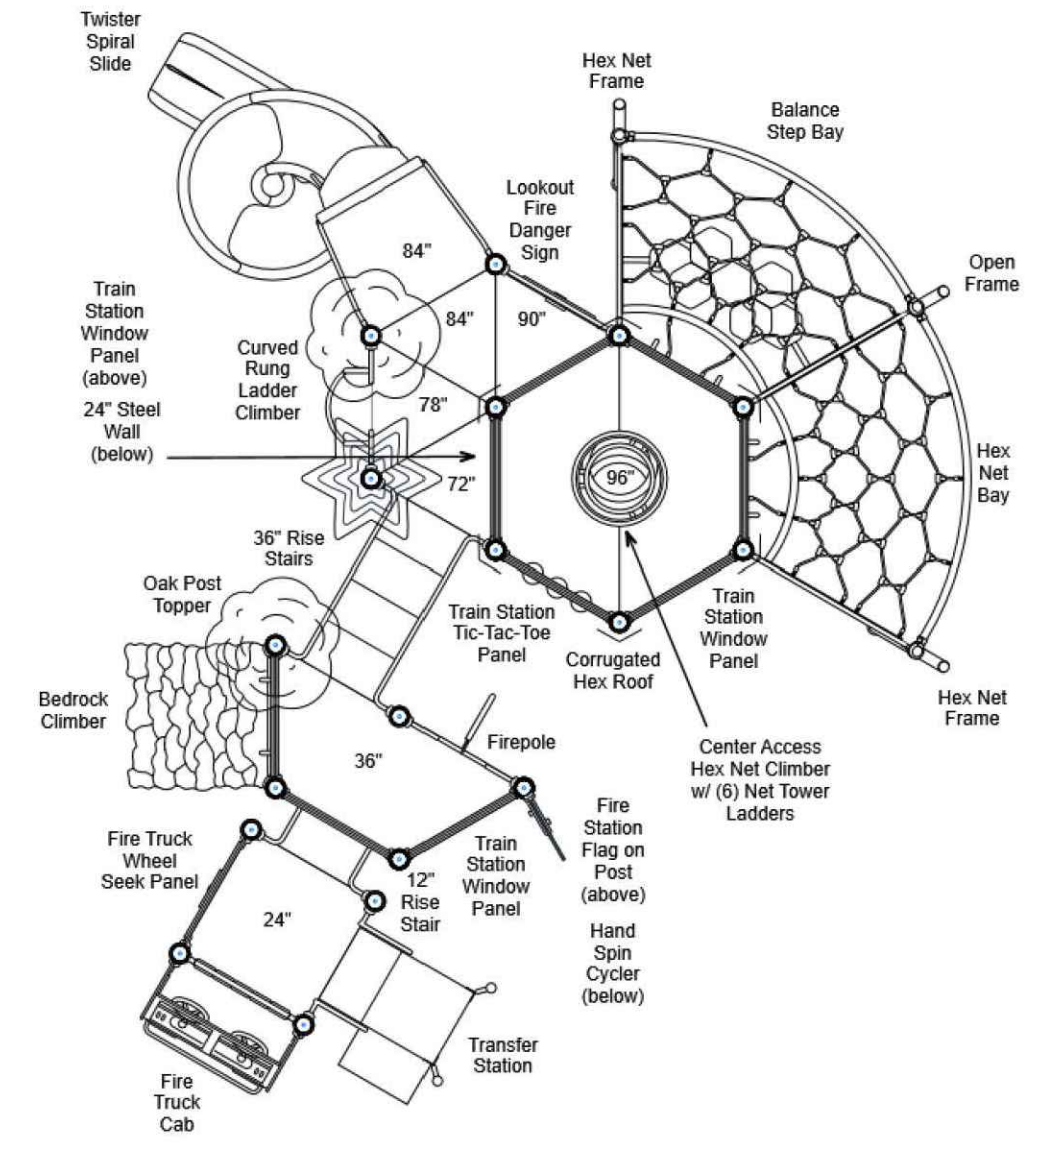 Twister
Spiral
Slide
Hex Net
Frame
Balance
Step Bay
Lookout
Fire
Danger
Sign
84"
Open
Frame
Train
Station
Window
Panel
(above)
84"
90"
Curved
Rung
Ladder
Climber
78"
24" Steel
Wall
(below)
72"
96"
Hex
Net
Bay
36" Rise
Stairs
Oak Post
Topper
Train Station
Tic-Tac-Toe
Panel
Train
Station
Window
Panel
Corrugated
Hex Roof
Bedrock
Climber
Hex Net
Frame
Firepole
36"
Center Access
Hex Net Climber
w/ (6) Net Tower
Ladders
Fire Truck
Wheel
Seek Panel
Train
Station
Window
Panel
Fire
Station
Flag on
Post
(above)
12"
Rise
Stair
24"
Hand
Spin
Cycler
(below)
Transfer
Station
Fire
Truck
Cab